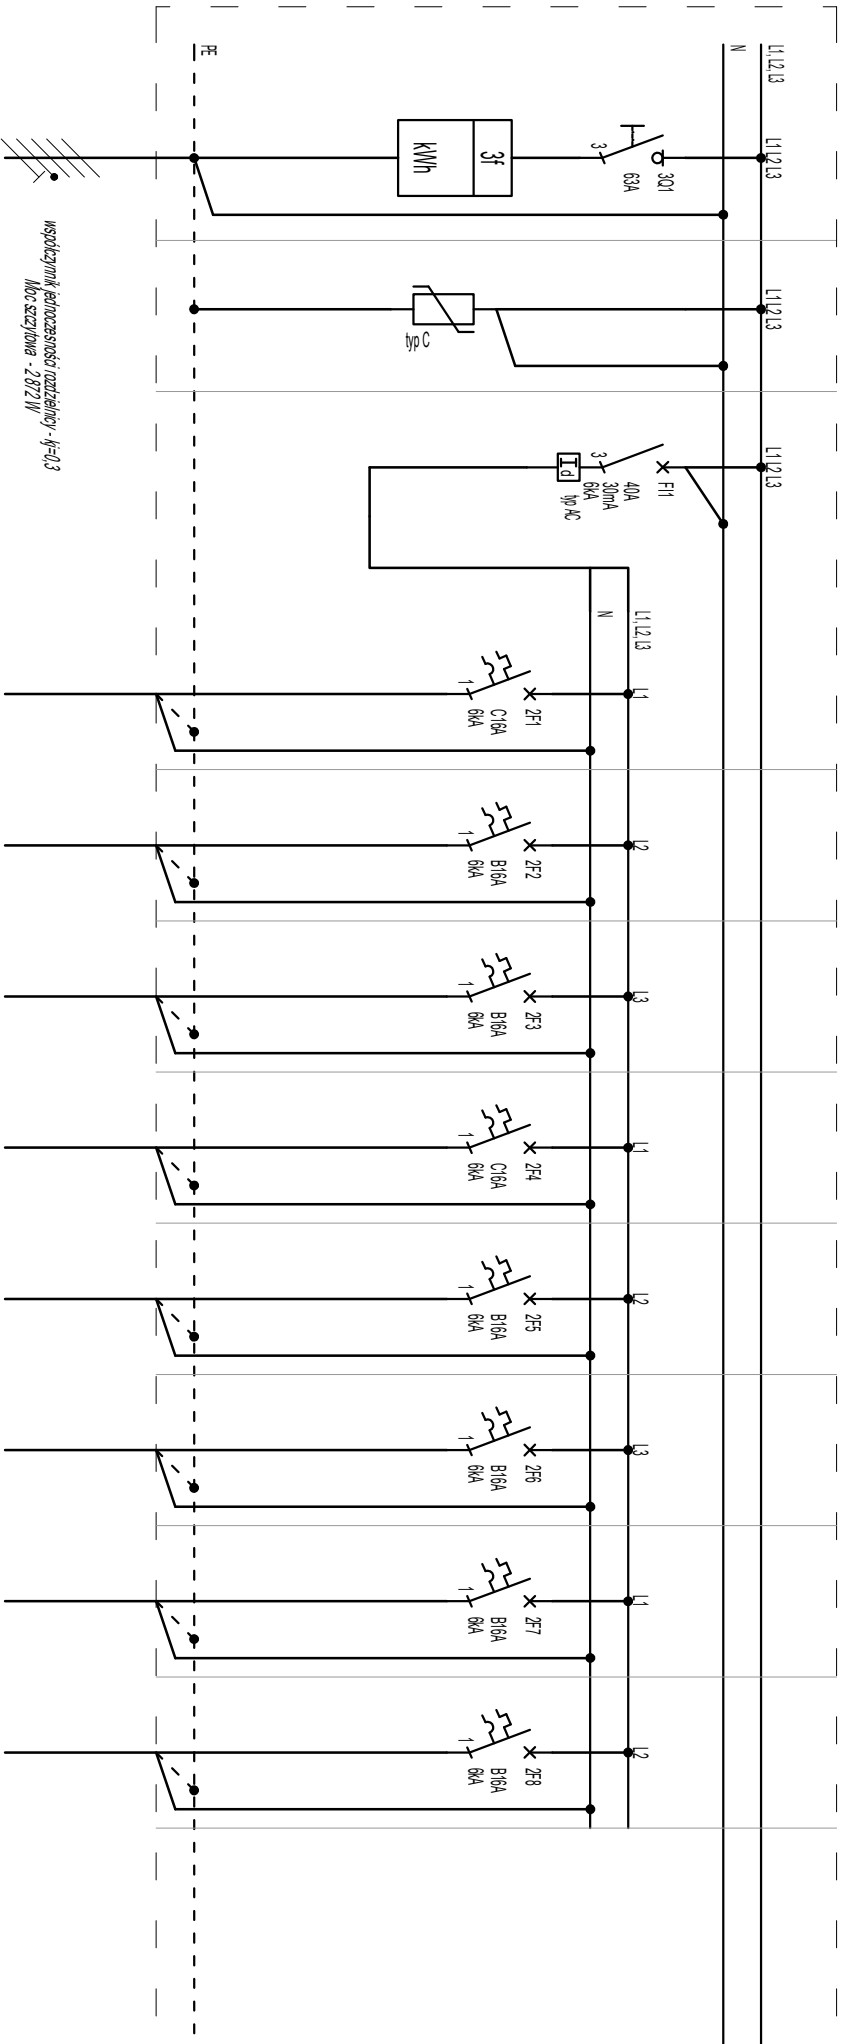 L1, L2, L3
N
PE
L1 L2 L3
3Q1
63A
3
3f
kWh
współczynnik jednoczesności rozdzielnicy - kj=0,3
Moc szczytowa - 2 872 W
L1 L2 L3
typ C
L1 L2 L3
FI1
40A
30mA
6kA
typ AC
3
Id
L1, L2, L3
N
L1
2F1
C16A
6kA
1
L2
2F2
B16A
6kA
1
L3
2F3
B16A
6kA
1
L1
2F4
C16A
6kA
1
L2
2F5
B16A
6kA
1
L3
2F6
B16A
6kA
1
L1
2F7
B16A
6kA
1
L2
2F8
B16A
6kA
1